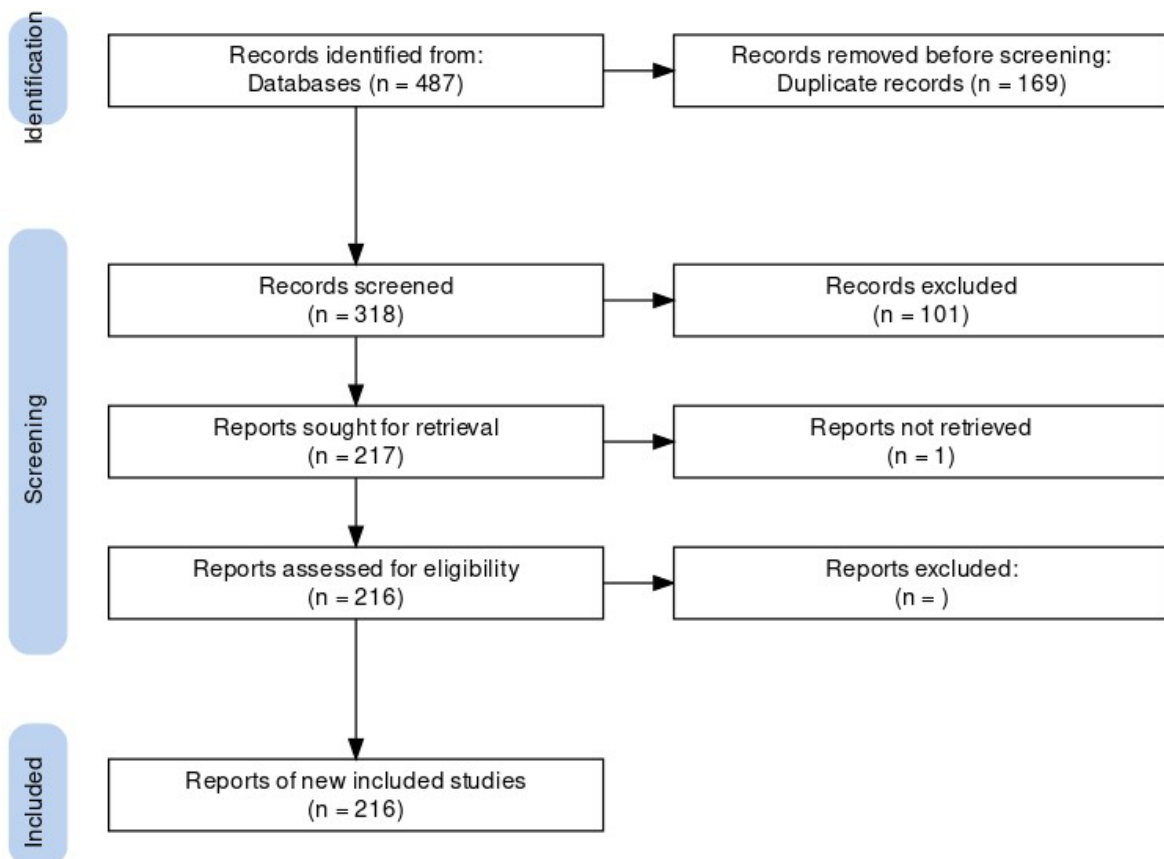 Identification
Records identified from:
Databases (n = 487)
Records removed before screening:
Duplicate records (n = 169)
Screening
Records screened
(n = 318)
Records excluded
(n = 101)
Reports sought for retrieval
(n = 217)
Reports not retrieved
(n = 1)
Reports assessed for eligibility
(n = 216)
Reports excluded:
(n = )
Included
Reports of new included studies
(n = 216)